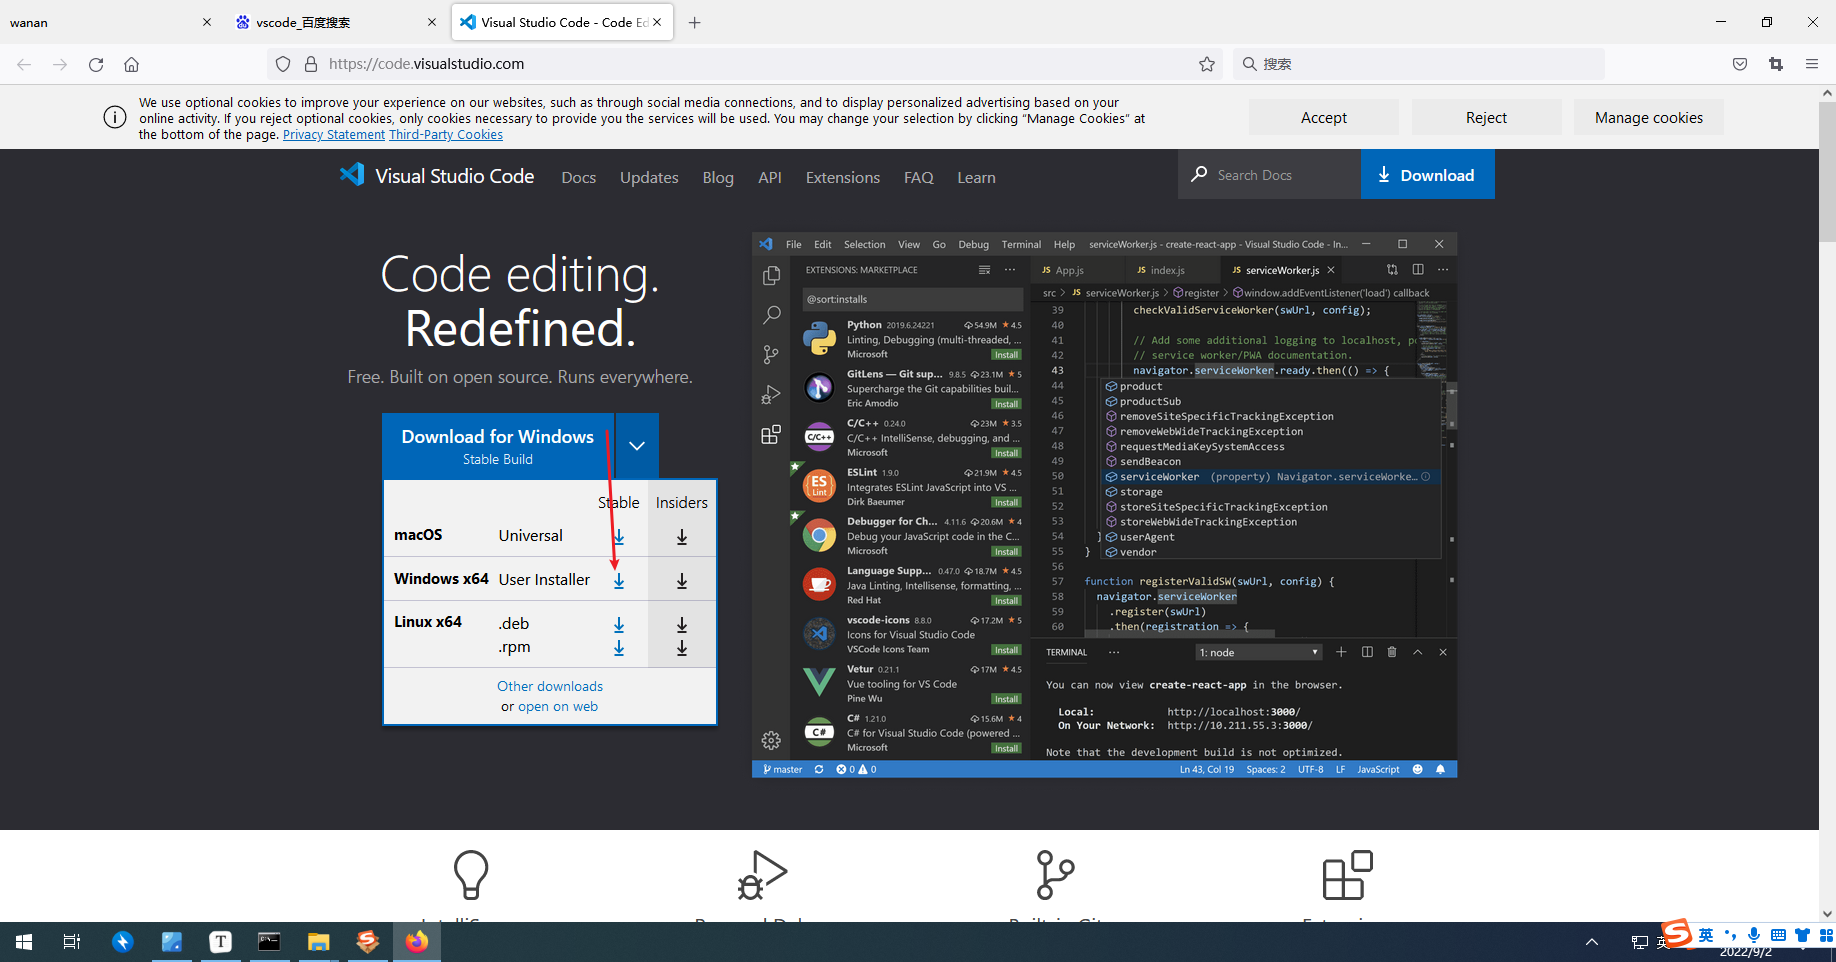 wanan
vscode_百度搜索
Visual Studio Code - Code Ed
https://code.visualstudio.com
搜索
We use optional cookies to improve your experience on our websites, such as through social media connections, and to display personalized advertising based on your
online activity. If you reject optional cookies, only cookies necessary to provide you the services will be used. You may change your selection by clicking “Manage Cookies” at
the bottom of the page. Privacy Statement Third-Party Cookies
Accept
Reject
Manage cookies
Visual Studio Code
Docs
Updates
Blog
API
Extensions
FAQ
Learn
Search Docs
Download
Code editing.
Redefined.
Free. Built on open source. Runs everywhere.
Download for Windows
Stable Build
Stable Insiders
macOS Universal
Windows x64 User Installer
Linux x64 .deb
.rpm
Other downloads
or open on web
File Edit Selection View Go Debug Terminal Help serviceWorker.js - create-react-app - Visual Studio Code - In...
EXTENSIONS: MARKETPLACE
@sort:installs
Python 2019.6.24221 54.9M 4.5
Linting, Debugging (multi-threaded, ...
Microsoft Install
GitLens — Git sup... 9.8.5 23.1M 5
Supercharge the Git capabilities buil...
Eric Amodio Install
C/C++ 0.24.0 23M 3.5
C/C++ IntelliSense, debugging, and ...
Microsoft Install
ESLint 1.9.0 21.9M 4.5
Integrates ESLint JavaScript into VS ...
Dirk Baeumer Install
Debugger for Ch... 4.11.6 20.6M 4
Debug your JavaScript code in the C...
Microsoft Install
Language Supp... 0.47.0 18.7M 4.5
Java Linting, Intellisense, formatting, ...
Red Hat Install
vscode-icons 8.8.0 17.2M 5
Icons for Visual Studio Code
VSCode Icons Team Install
Vetur 0.21.1 17M 4.5
Vue tooling for VS Code
Pine Wu Install
C# 1.21.0 15.6M 4
C# for Visual Studio Code (powered ...
Microsoft Install
JS App.js
JS index.js
JS serviceWorker.js
src > JS serviceWorker.js > register > window.addEventListener('load') callback
39 checkValidServiceWorker(swUrl, config);
40
41 // Add some additional logging to localhost, po
42 // service worker/PWA documentation.
43 navigator.serviceWorker.ready.then(() => {
44 product
45 productSub
46 removeSiteSpecificTrackingException
47 removeWebWideTrackingException
48 requestMediaKeySystemAccess
49 sendBeacon
50 serviceWorker (property) Navigator.serviceWorke...
51 storage
52 storeSiteSpecificTrackingException
53 storeWebWideTrackingException
54 } userAgent
55 } vendor
56
57 function registerValidSW(swUrl, config) {
58 navigator.serviceWorker
59 .register(swUrl)
60 .then(registration => {
TERMINAL ... 1: node
You can now view create-react-app in the browser.
Local: http://localhost:3000/
On Your Network: http://10.211.55.3:3000/
Note that the development build is not optimized.
master 0 0 Ln 43, Col 19 Spaces: 2 UTF-8 LF JavaScript
英
2022/9/2